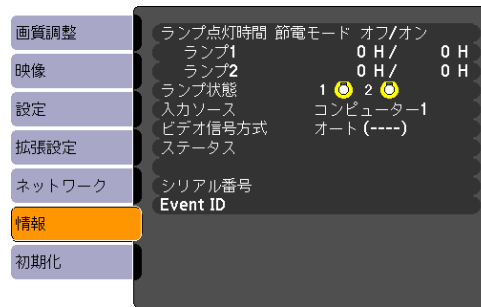 画質調整
映像
設定
拡張設定
ネットワーク
情報
初期化
ランプ点灯時間 節電モード オフ/オン
ランプ1 0 H / 0 H
ランプ2 0 H / 0 H
ランプ状態 1 2
入力ソース コンピューター1
ビデオ信号方式 オート (----)
ステータス
シリアル番号
Event ID